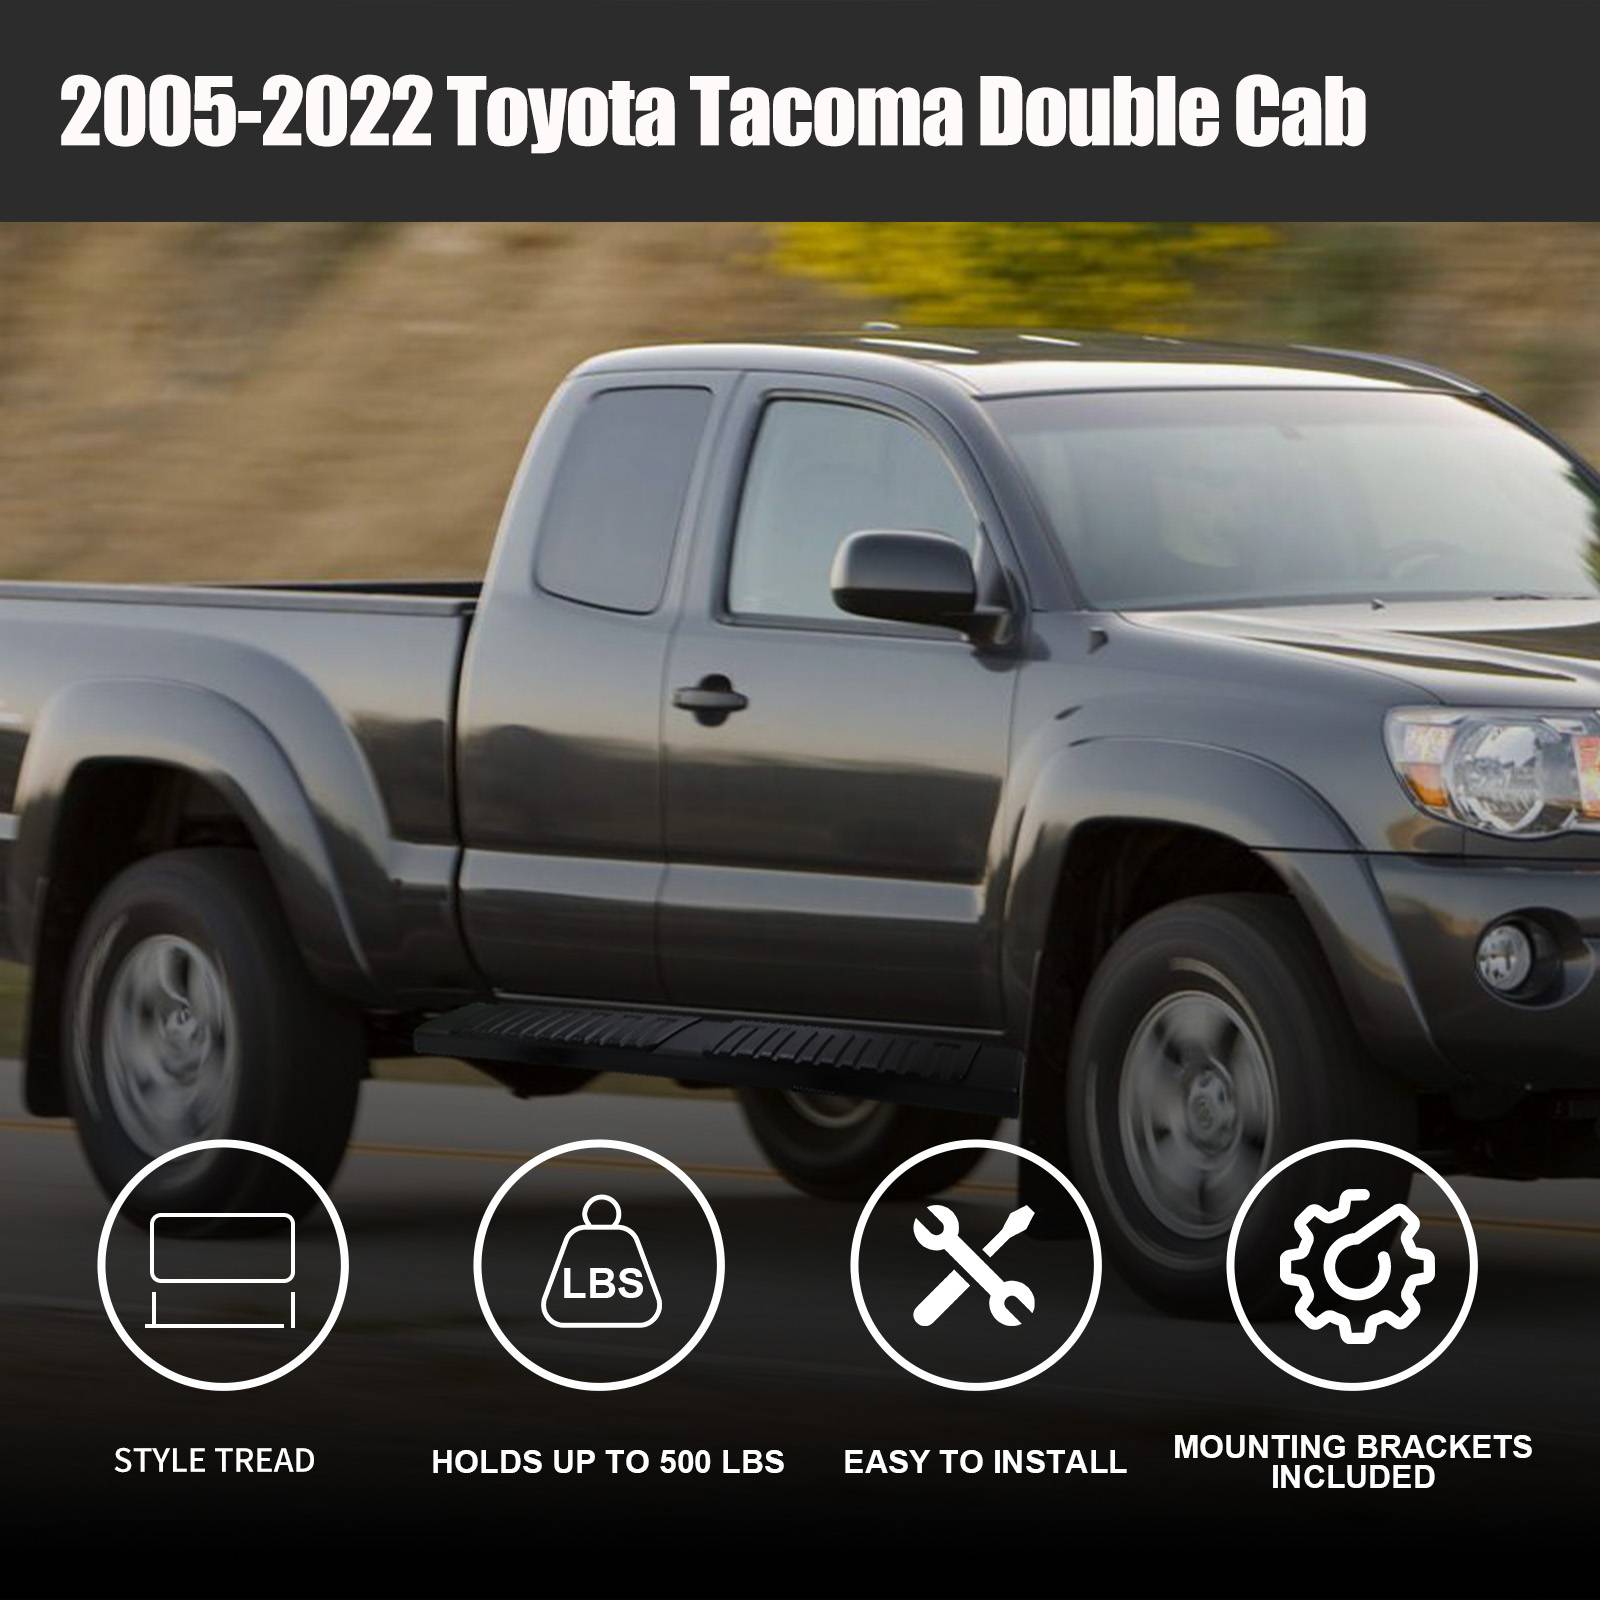 2005-2022 Toyota Tacoma Double Cab
LBS
STYLE TREAD
HOLDS UP TO 500 LBS
EASY TO INSTALL
MOUNTING BRACKETS
INCLUDED